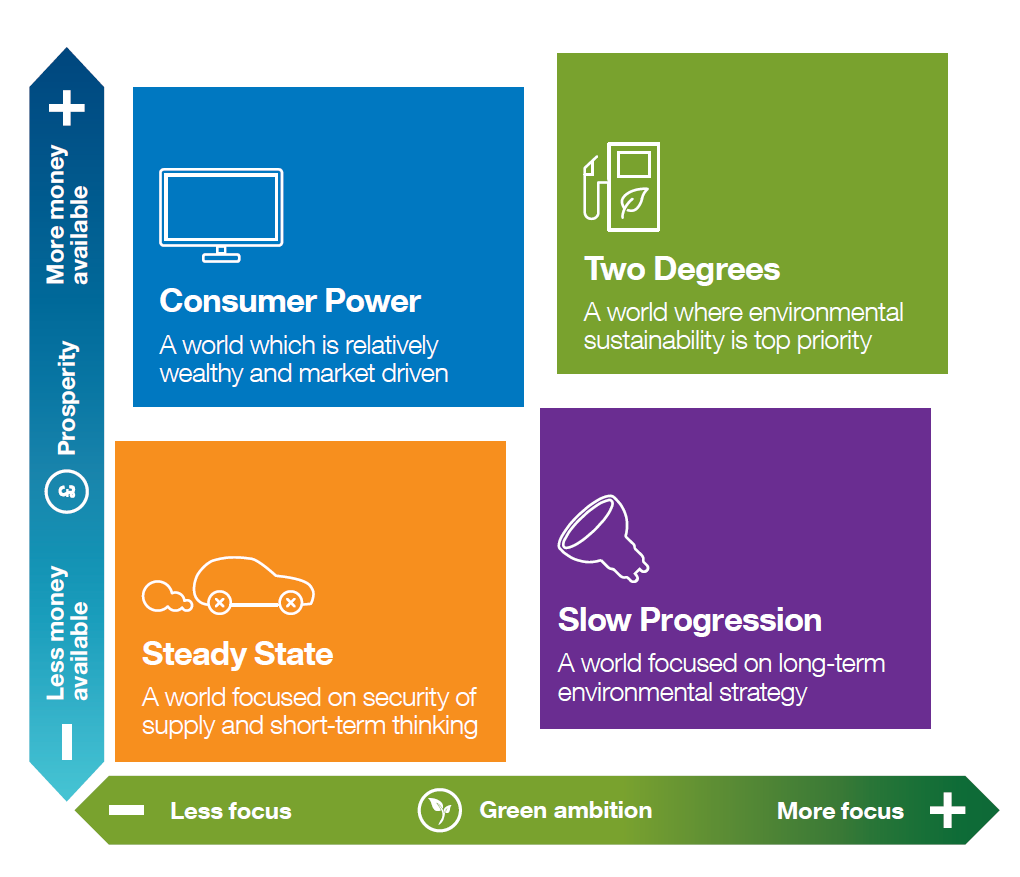 More money
available
Prosperity
£
Less money
available
Consumer Power
A world which is relatively
wealthy and market driven
Two Degrees
A world where environmental
sustainability is top priority
Steady State
A world focused on security of
supply and short-term thinking
Slow Progression
A world focused on long-term
environmental strategy
Less focus
Green ambition
More focus